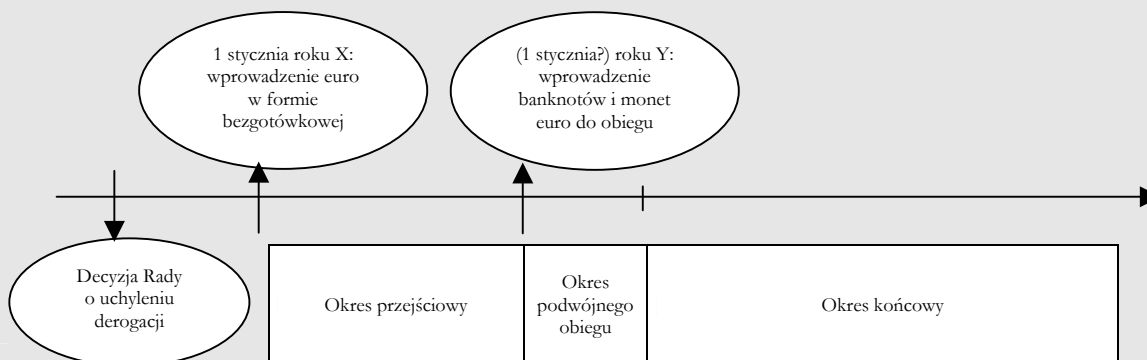 1 stycznia roku X:
wprowadzenie euro
w formie
bezgotówkowej
(1 stycznia?) roku Y:
wprowadzenie
banknotów i monet
euro do obiegu
Decyzja Rady
o uchyleniu
derogacji
Okres przejściowy
Okres
podwójnego
obiegu
Okres końcowy